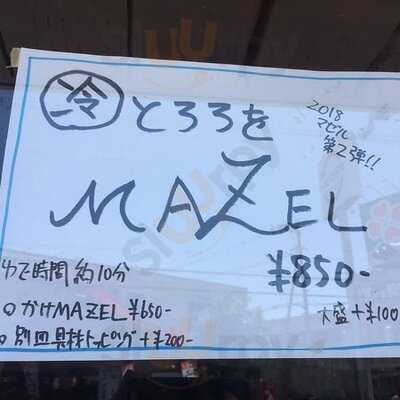 冷 とろろを
MAZEL
2018
マゼル
第2弾!!
¥850-
ゆで時間 約10分
大盛+¥100
○ かけMAZEL ¥650-
○ 別皿具材トッピング+¥200-